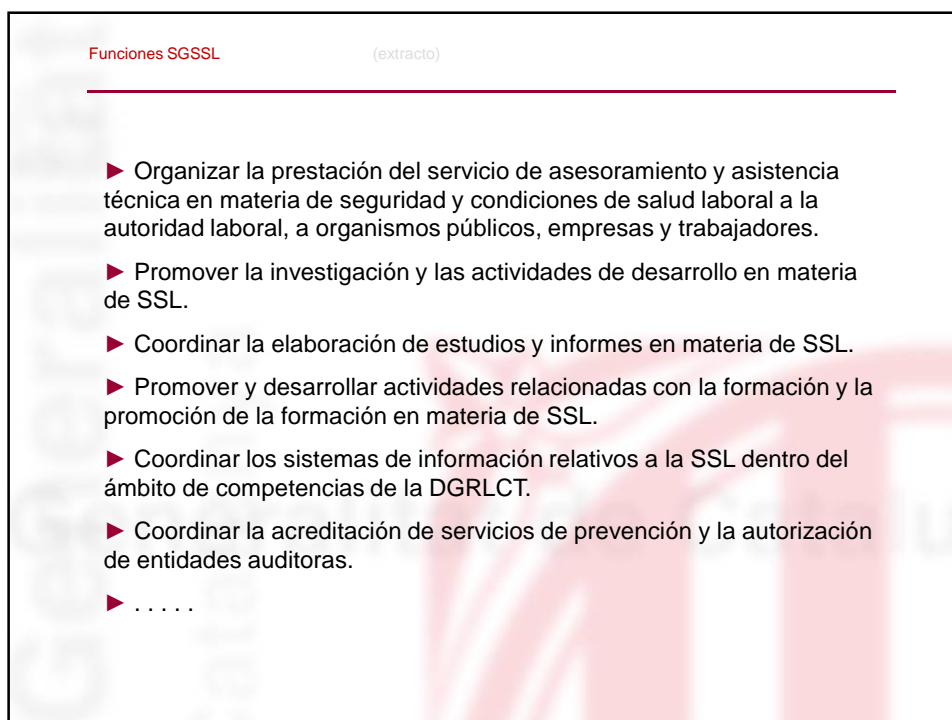 Funciones SGSSL (extracto)
► Organizar la prestación del servicio de asesoramiento y asistencia
técnica en materia de seguridad y condiciones de salud laboral a la
autoridad laboral, a organismos públicos, empresas y trabajadores.
► Promover la investigación y las actividades de desarrollo en materia
de SSL.
► Coordinar la elaboración de estudios y informes en materia de SSL.
► Promover y desarrollar actividades relacionadas con la formación y la
promoción de la formación en materia de SSL.
► Coordinar los sistemas de información relativos a la SSL dentro del
ámbito de competencias de la DGRLCT.
► Coordinar la acreditación de servicios de prevención y la autorización
de entidades auditoras.
► . . . . .
Generalitat de Catalu
Generalitat